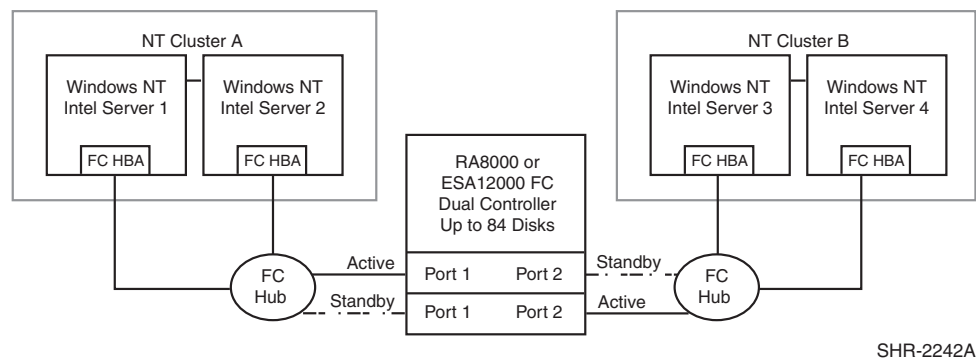 NT Cluster A
Windows NT
Intel Server 1
Windows NT
Intel Server 2
FC HBA
FC HBA
NT Cluster B
Windows NT
Intel Server 3
Windows NT
Intel Server 4
FC HBA
FC HBA
RA8000 or
ESA12000 FC
Dual Controller
Up to 84 Disks
FC
Hub
Active
Standby
Port 1
Port 2
Port 1
Port 2
Standby
Active
FC
Hub
SHR-2242A